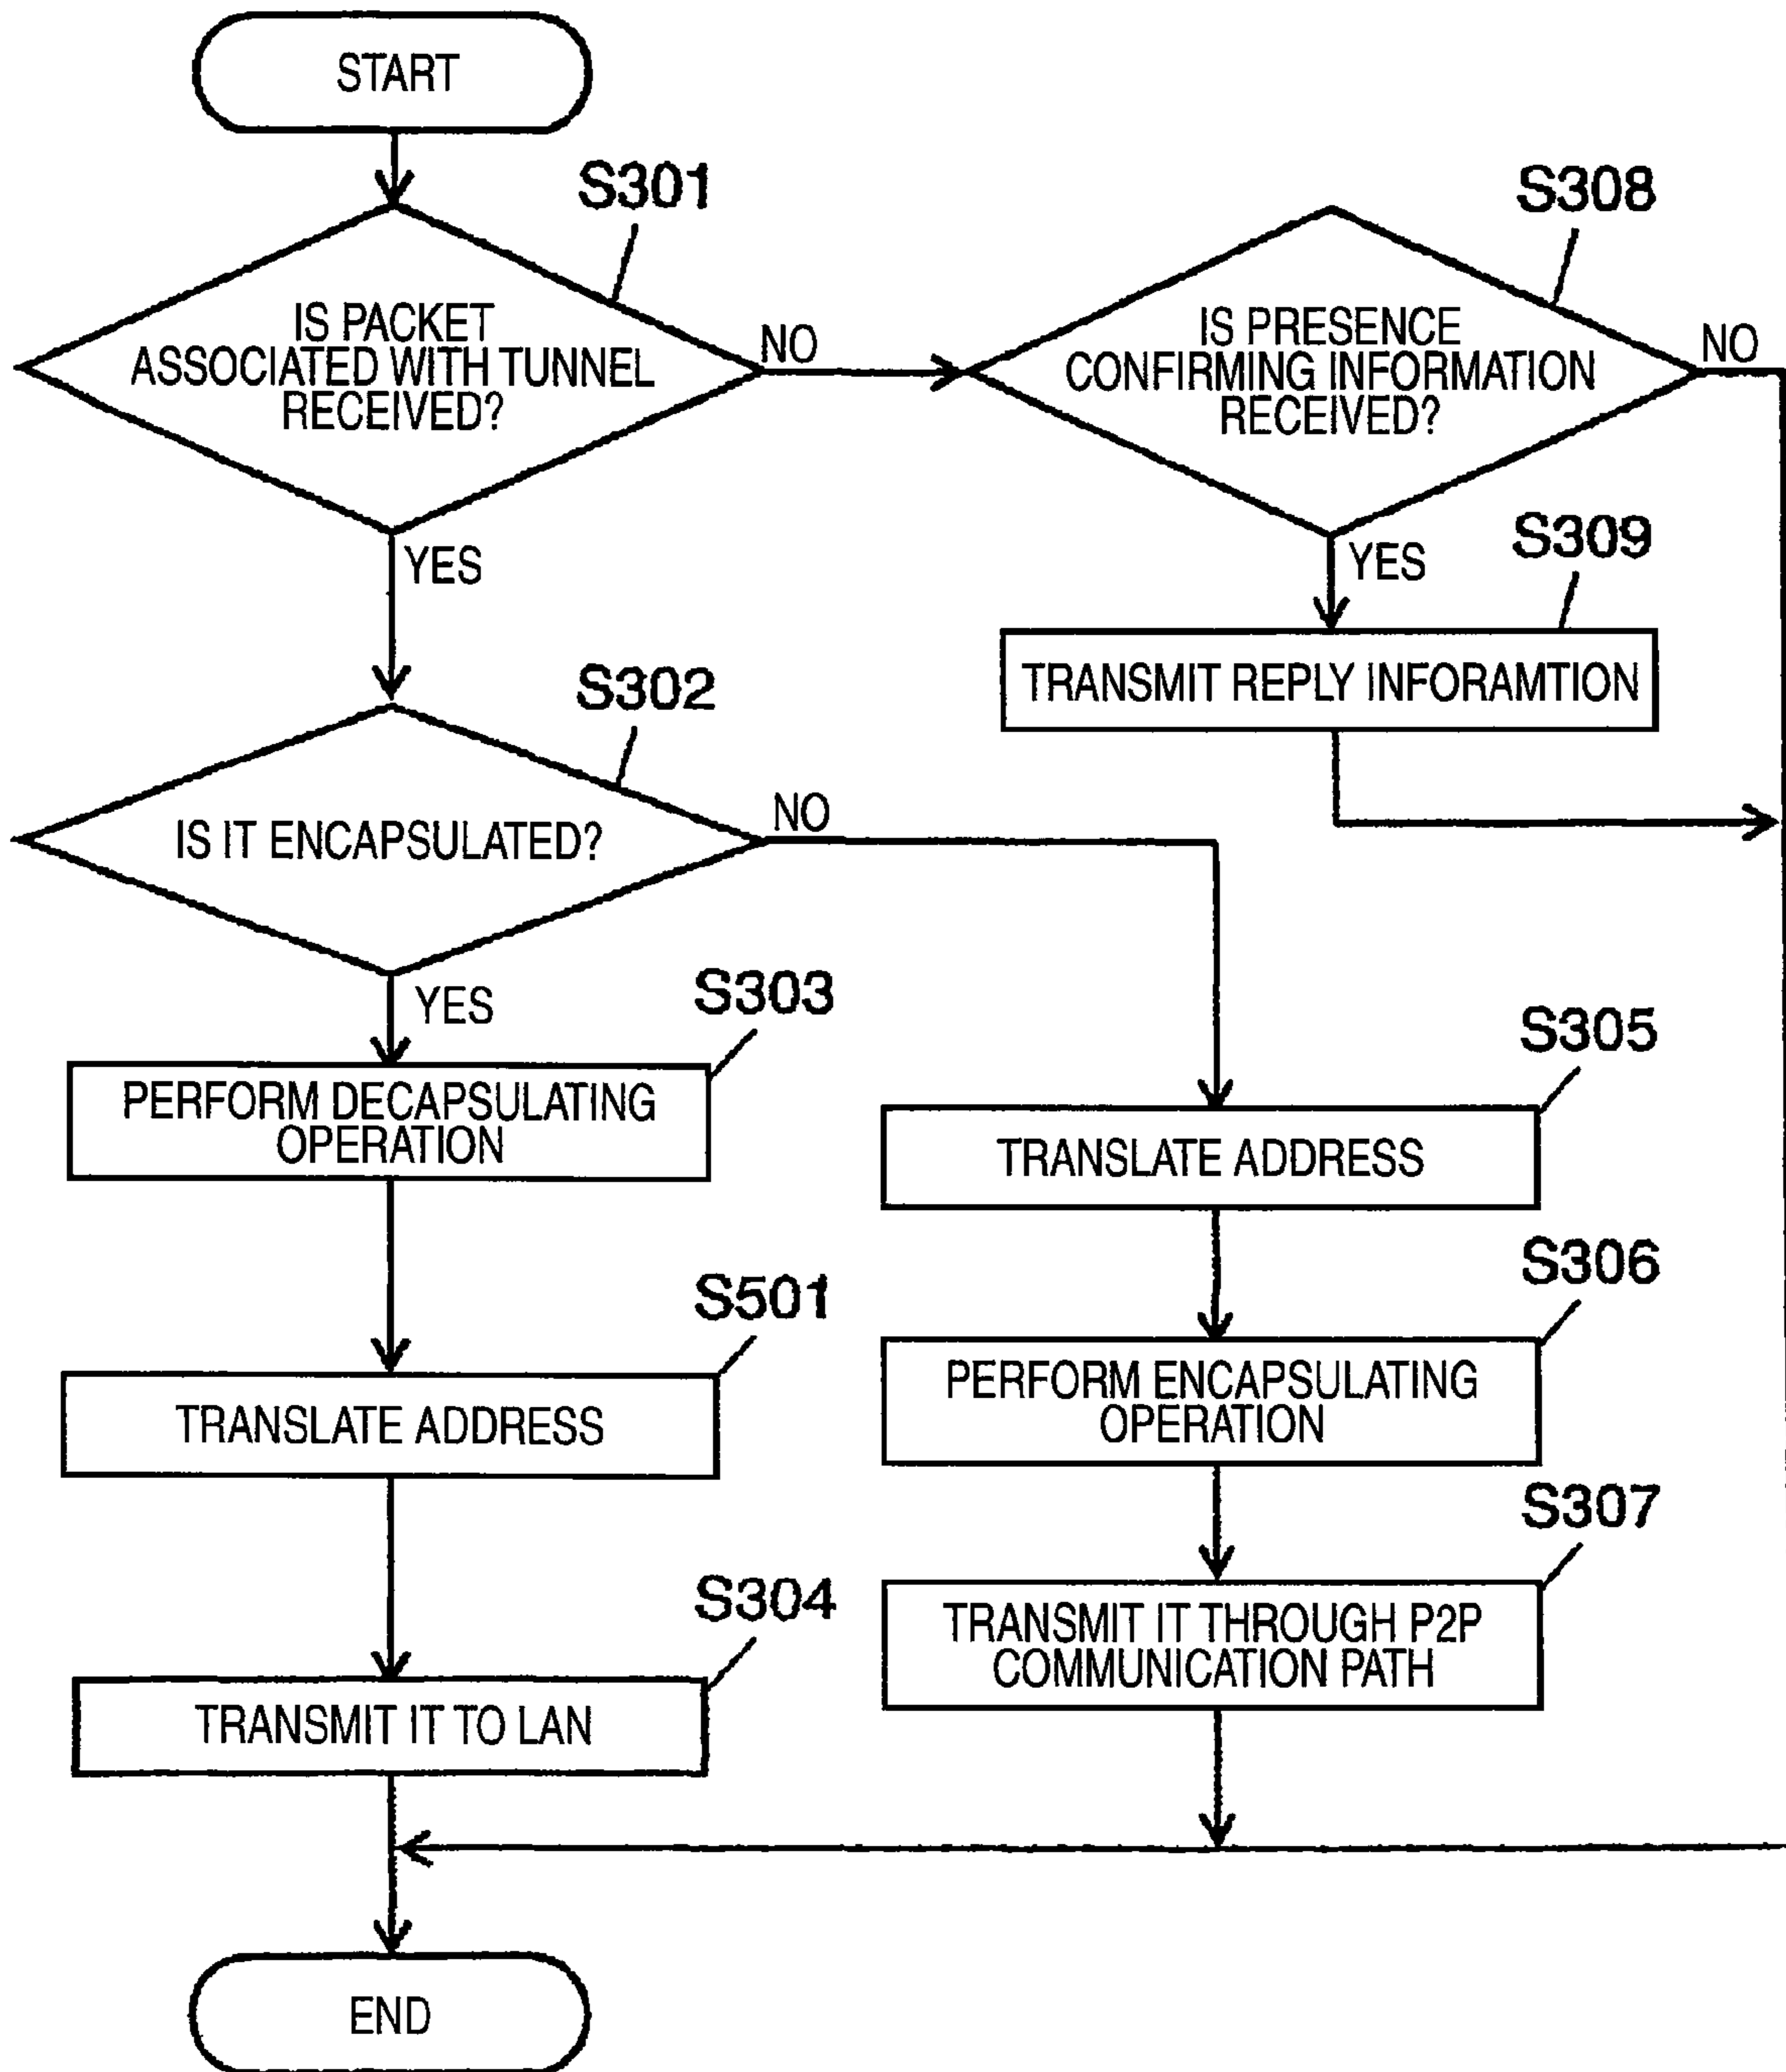 START
S301
IS PACKET
ASSOCIATED WITH TUNNEL
RECEIVED?
NO
YES
S308
IS PRESENCE
CONFIRMING INFORMATION
RECEIVED?
NO
YES
S309
TRANSMIT REPLY INFORAMTION
S302
IS IT ENCAPSULATED?
NO
YES
S303
PERFORM DECAPSULATING
OPERATION
S501
TRANSLATE ADDRESS
S304
TRANSMIT IT TO LAN
S305
TRANSLATE ADDRESS
S306
PERFORM ENCAPSULATING
OPERATION
S307
TRANSMIT IT THROUGH P2P
COMMUNICATION PATH
END